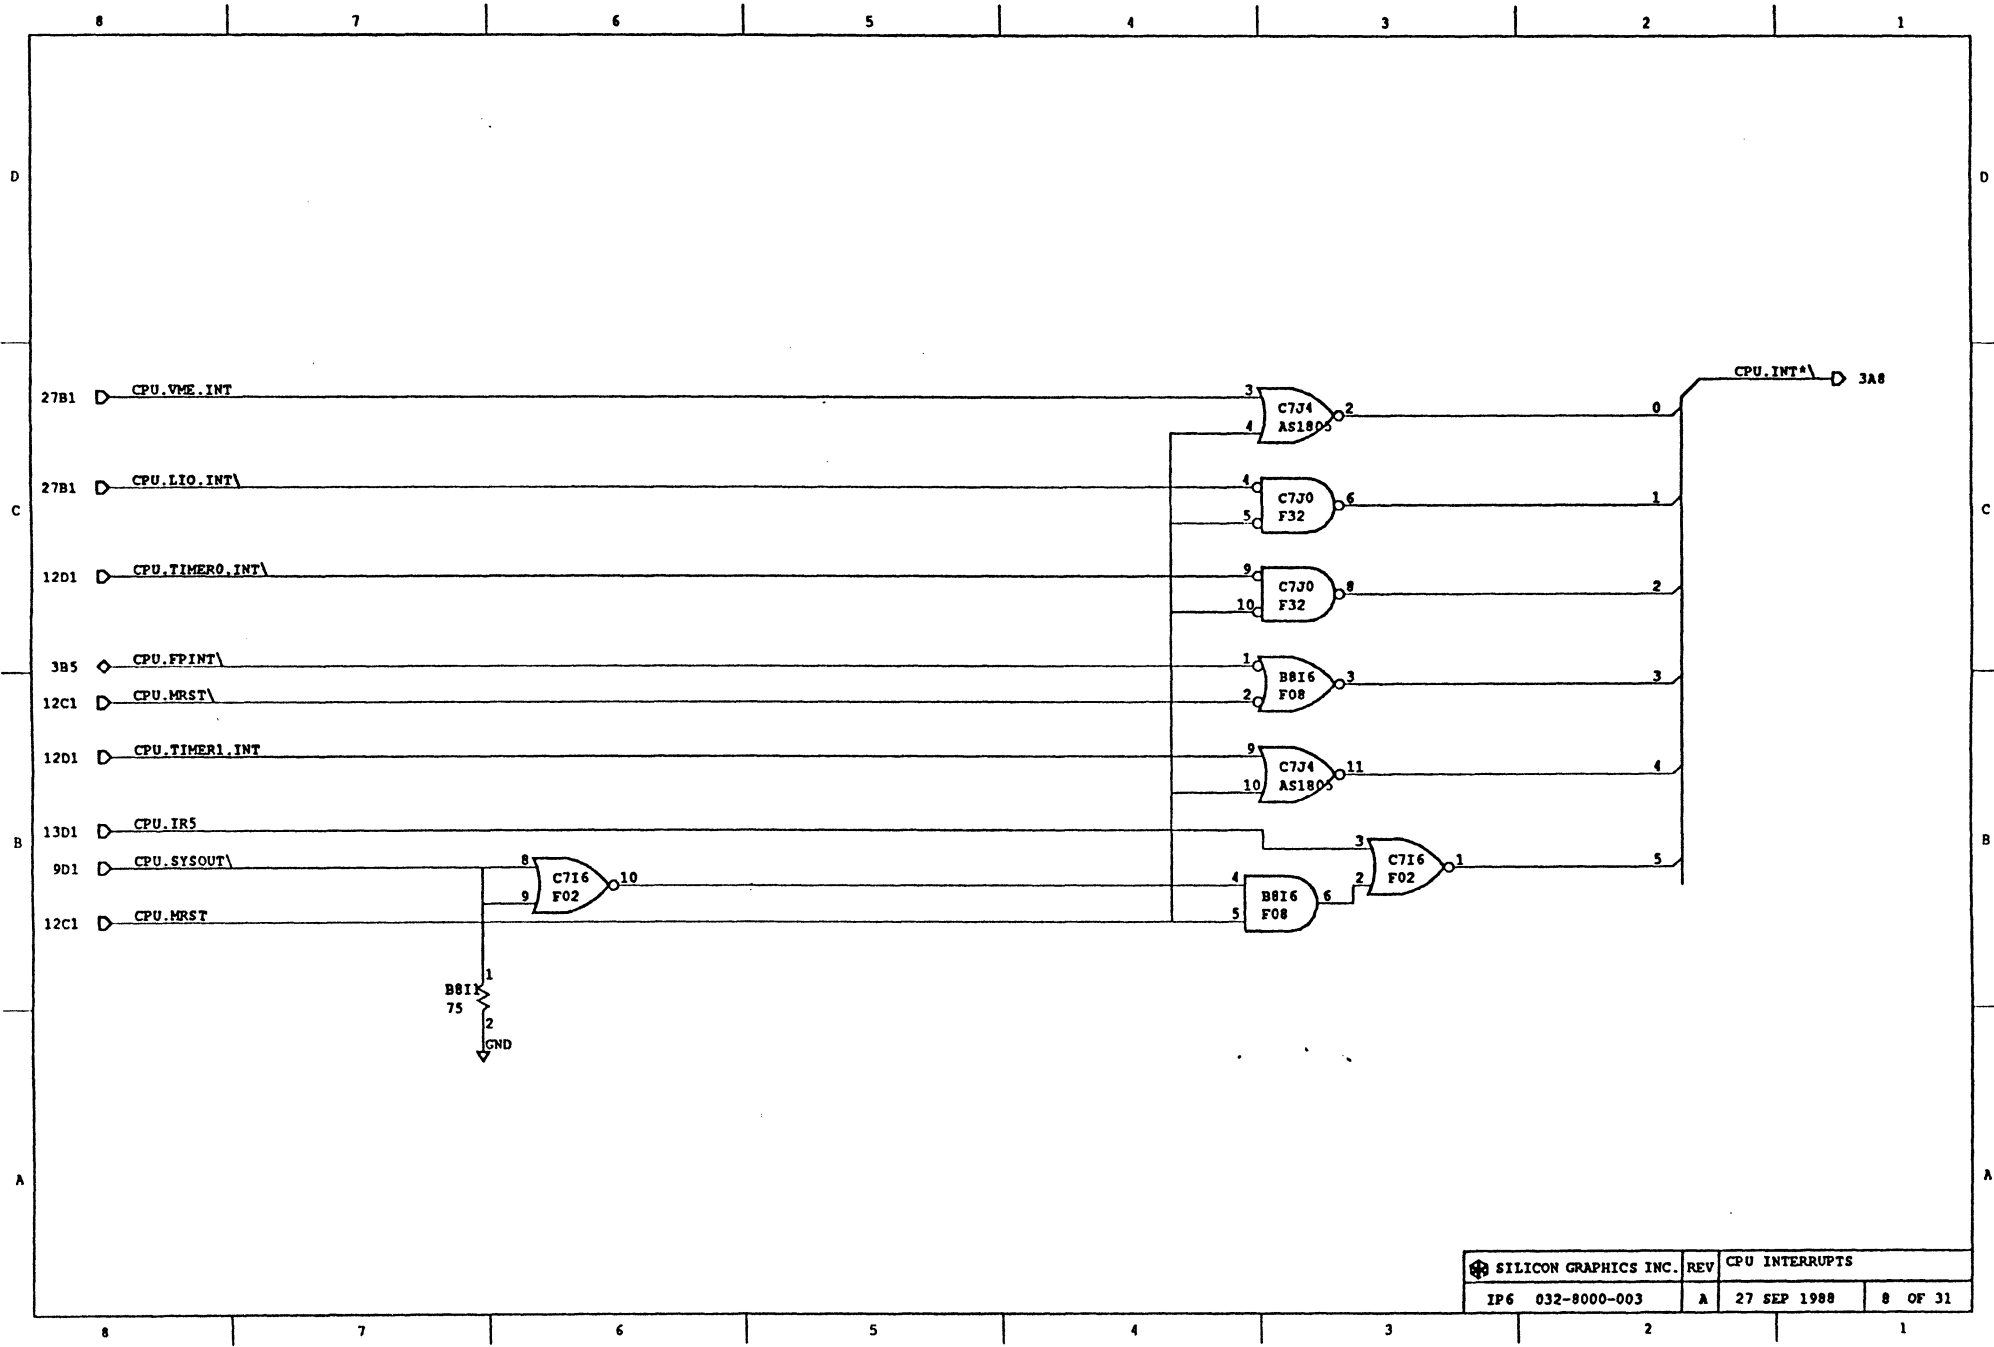 8 7 6 5 4 3 2 1
D D
CPU.INT*\ 3A8
27B1 CPU.VME.INT 3 C7J4 2 0
4 AS1805
27B1 CPU.LIO.INT\ 4 C7J0 6 1
C 5 F32 C
12D1 CPU.TIMER0.INT\ 9 C7J0 8 2
10 F32
3B5 CPU.FPINT\ 1 B8I6 3 3
12C1 CPU.MRST\ 2 F08
12D1 CPU.TIMER1.INT 9 C7J4 11 4
10 AS1805
13D1 CPU.IR5 3
B 9D1 CPU.SYSOUT\ 8 C7I6 1 5 B
C7I6 10 4 2 F02
9 F02 B8I6 6
12C1 CPU.MRST 5 F08
1
B8I1
75
2
GND
A A
SILICON GRAPHICS INC. REV CPU INTERRUPTS
IP6 032-8000-003 A 27 SEP 1988 8 OF 31
8 7 6 5 4 3 2 1